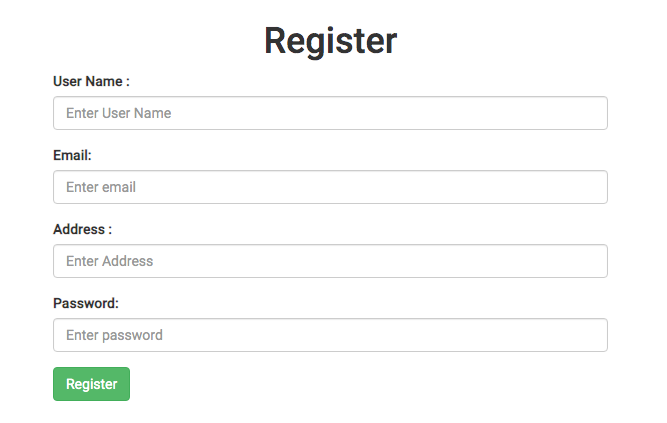 Register
User Name :
Enter User Name
Email:
Enter email
Address :
Enter Address
Password:
Enter password
Register